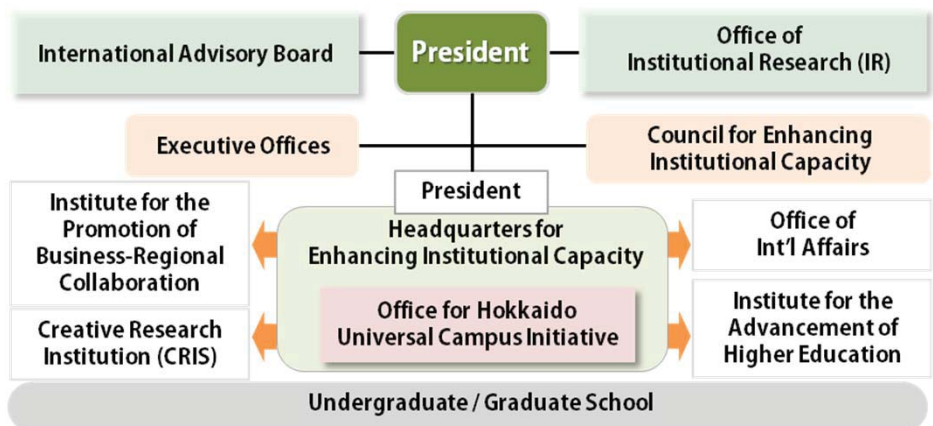 International Advisory Board
President
Office of
Institutional Research (IR)
Executive Offices
Council for Enhancing
Institutional Capacity
President
Institute for the
Promotion of
Business-Regional
Collaboration
Headquarters for
Enhancing Institutional Capacity
Office of
Int'l Affairs
Creative Research
Institution (CRIS)
Office for Hokkaido
Universal Campus Initiative
Institute for the
Advancement of
Higher Education
Undergraduate / Graduate School